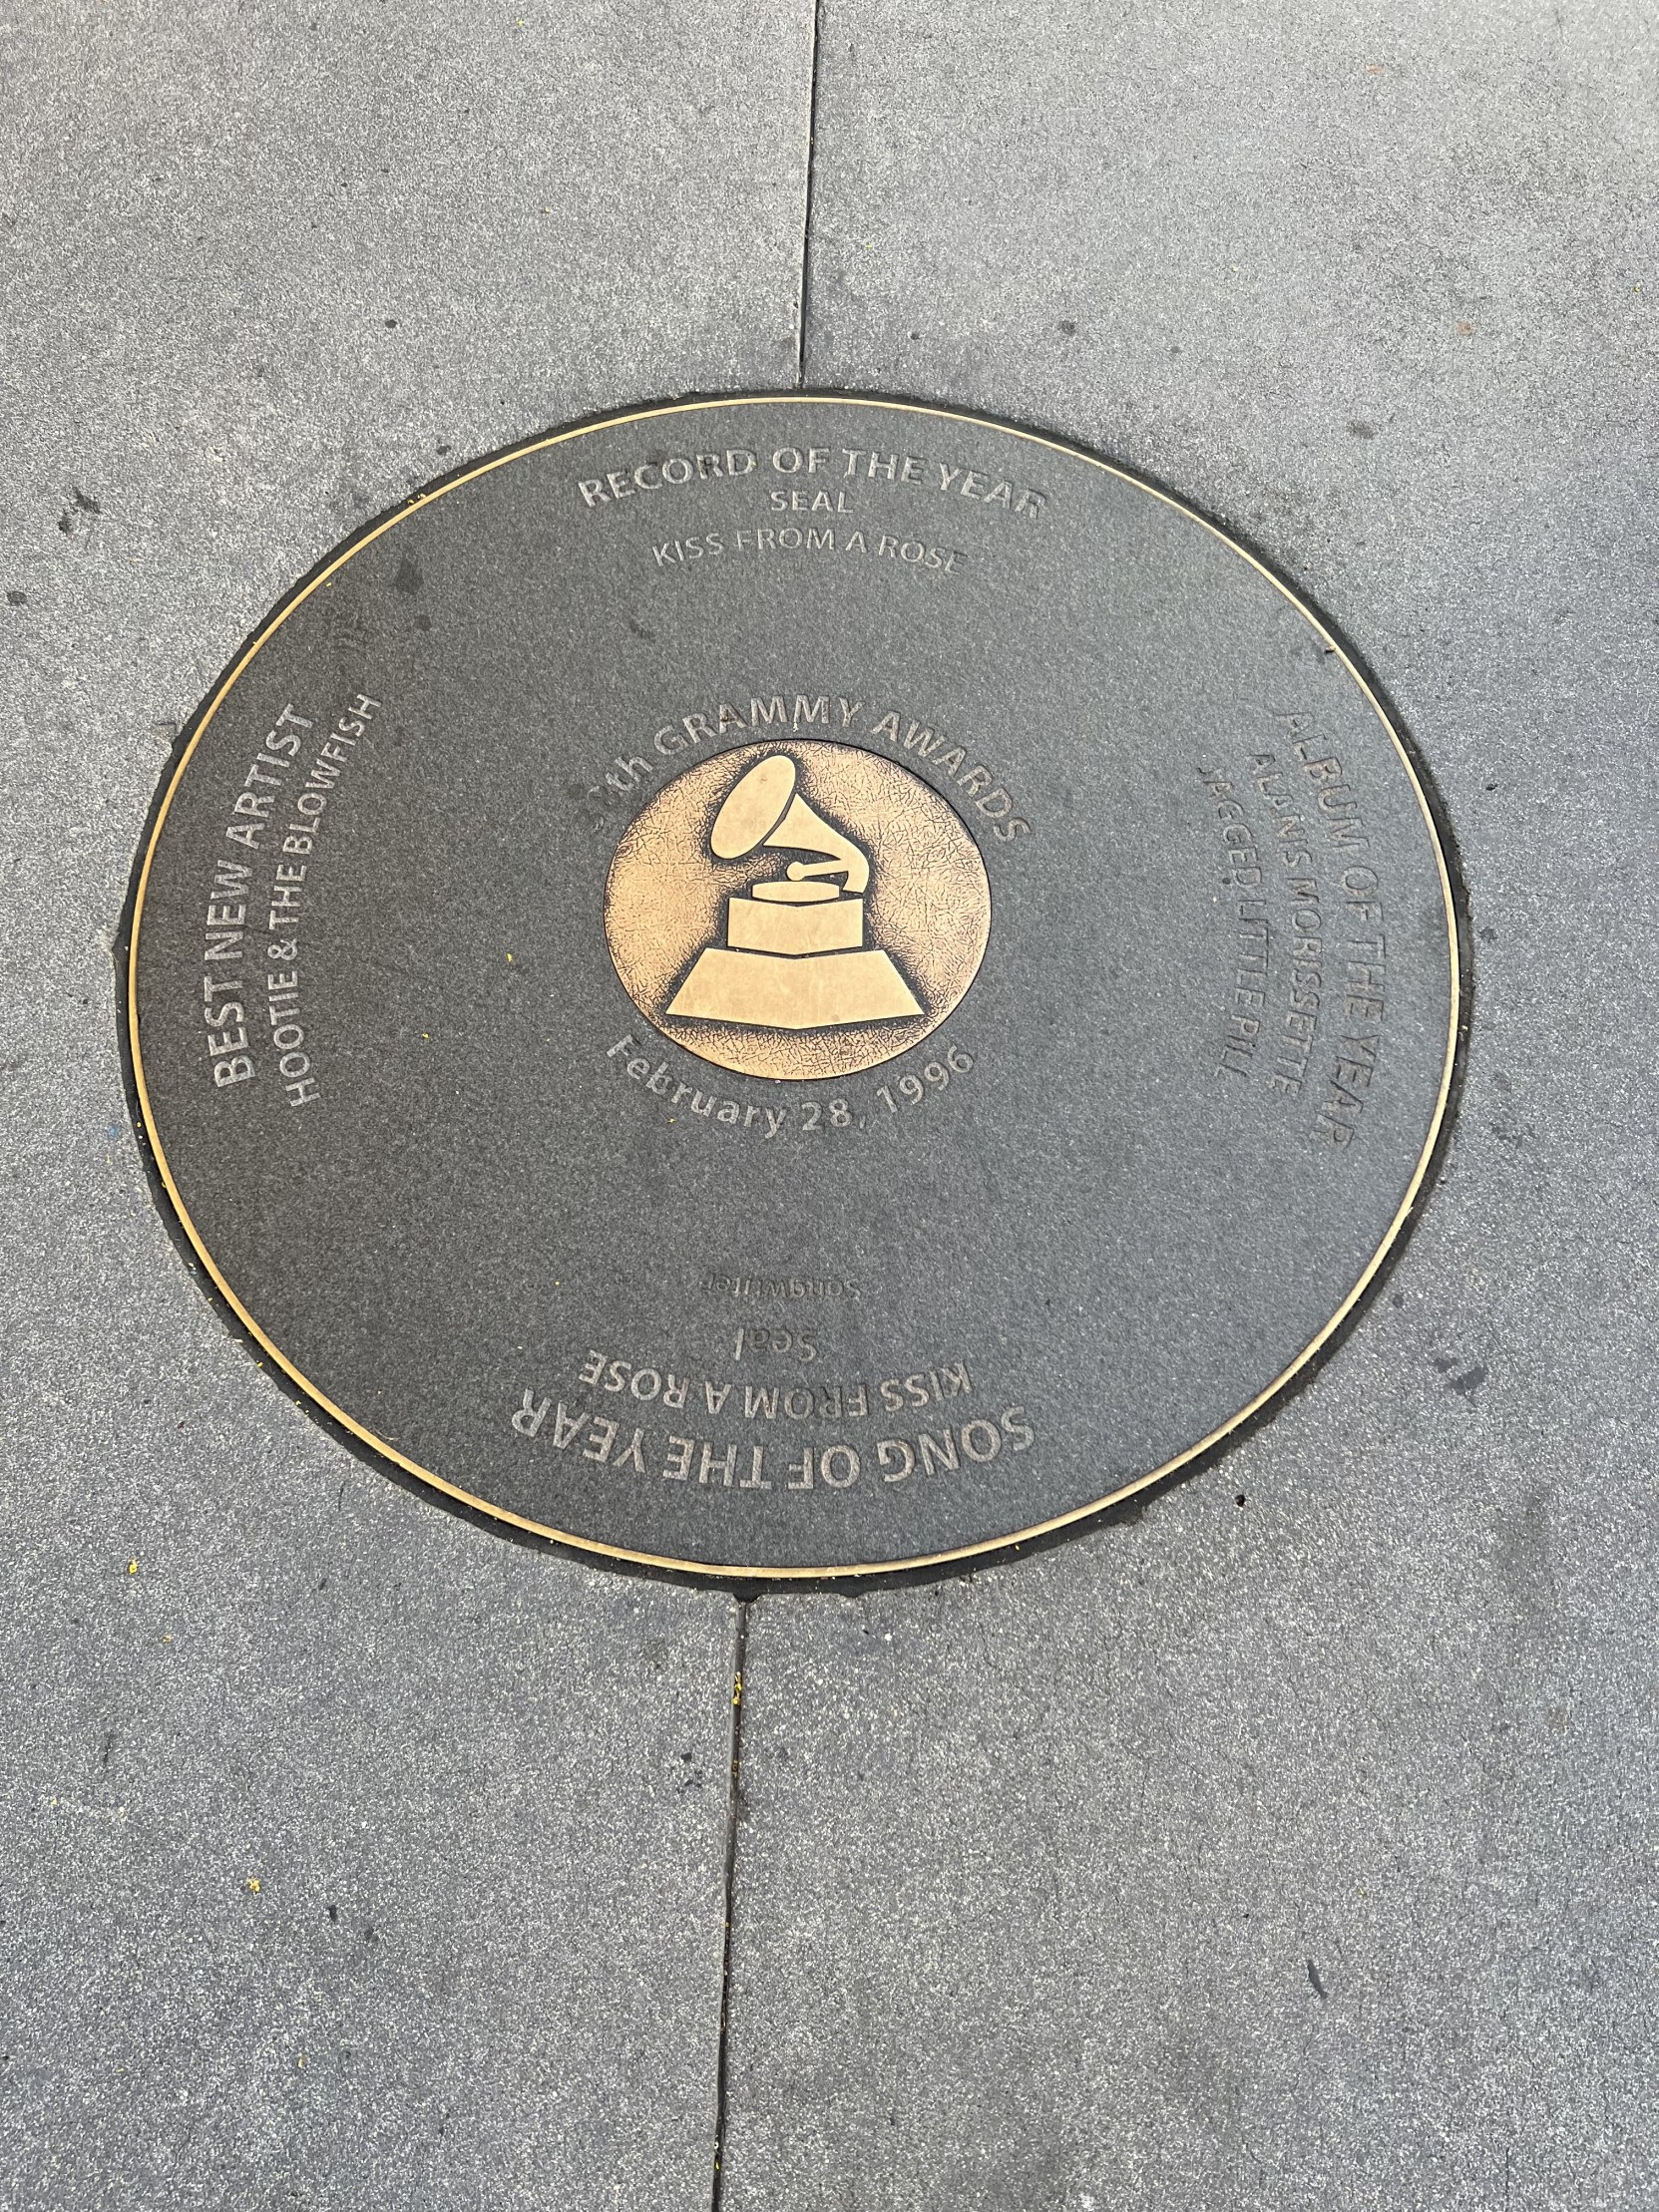 RECORD OF THE YEAR
SEAL
KISS FROM A ROSE
BEST NEW ARTIST
HOOTIE & THE BLOWFISH
GRAMMY AWARDS
February 28, 1996
ALBUM OF THE YEAR
ALANIS MORISSETTE
JAGGED LITTLE PILL
SONG OF THE YEAR
KISS FROM A ROSE
Seal
Songwriter